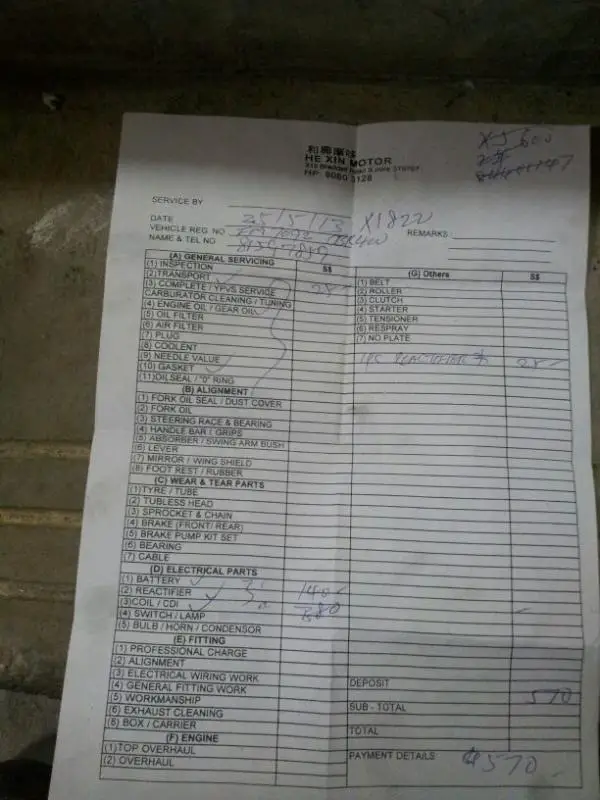 和興摩哆
HE XIN MOTOR
HP: 9060 3128
SERVICE BY
DATE 25/5/13
X1822
VEHICLE REG NO
NAME & TEL NO
REMARKS:
(A) GENERAL SERVICING S$
(1) INSPECTION
(2)TRANSPORT
(3) COMPLETE / YPVS SERVICE
CARBURATOR CLEANING / TUNING
(4) ENGINE OIL / GEAR OIL
(5) OIL FILTER
(6) AIR FILTER
(7) PLUG
(8) COOLENT
(9) NEEDLE VALUE
(10) GASKET
(11)OILSEAL / "0" RING
(B) ALIGNMENT
(1) FORK OIL SEAL / DUST COVER
(2) FORK OIL
(3) STEERING RACE & BEARING
(4) HANDLE BAR / GRIPS
(5) ABSORBER / SWING ARM BUSH
(6) LEVER
(7) MIRROR / WING SHIELD
(8) FOOT REST / RUBBER
(C) WEAR & TEAR PARTS
(1)TYRE / TUBE
(2) TUBLESS HEAD
(3) SPROCKET & CHAIN
(4) BRAKE (FRONT/ REAR)
(5) BRAKE PUMP KIT SET
(6) BEARING
(7) CABLE
(D) ELECTRICAL PARTS
(1) BATTERY
(2) REACTIFIER 140
(3)COIL / CDI
(4) SWITCH / LAMP
(5) BULB / HORN / CONDENSOR
(E) FITTING
(1) PROFESSIONAL CHARGE
(2) ALIGNMENT
(3) ELECTRICAL WIRING WORK
(4) GENERAL FITTING WORK
(5) WORKMANSHIP
(6) EXHAUST CLEANING
(6) BOX / CARRIER
(F) ENGINE
(1)TOP OVERHAUL
(2) OVERHAUL
(G) Others S$
(1) BELT
(2) ROLLER
(3) CLUTCH
(4) STARTER
(5) TENSIONER
(6) RESPRAY
(7) NO PLATE
1PC
DEPOSIT
570
SUB - TOTAL
TOTAL
PAYMENT DETAILS 570